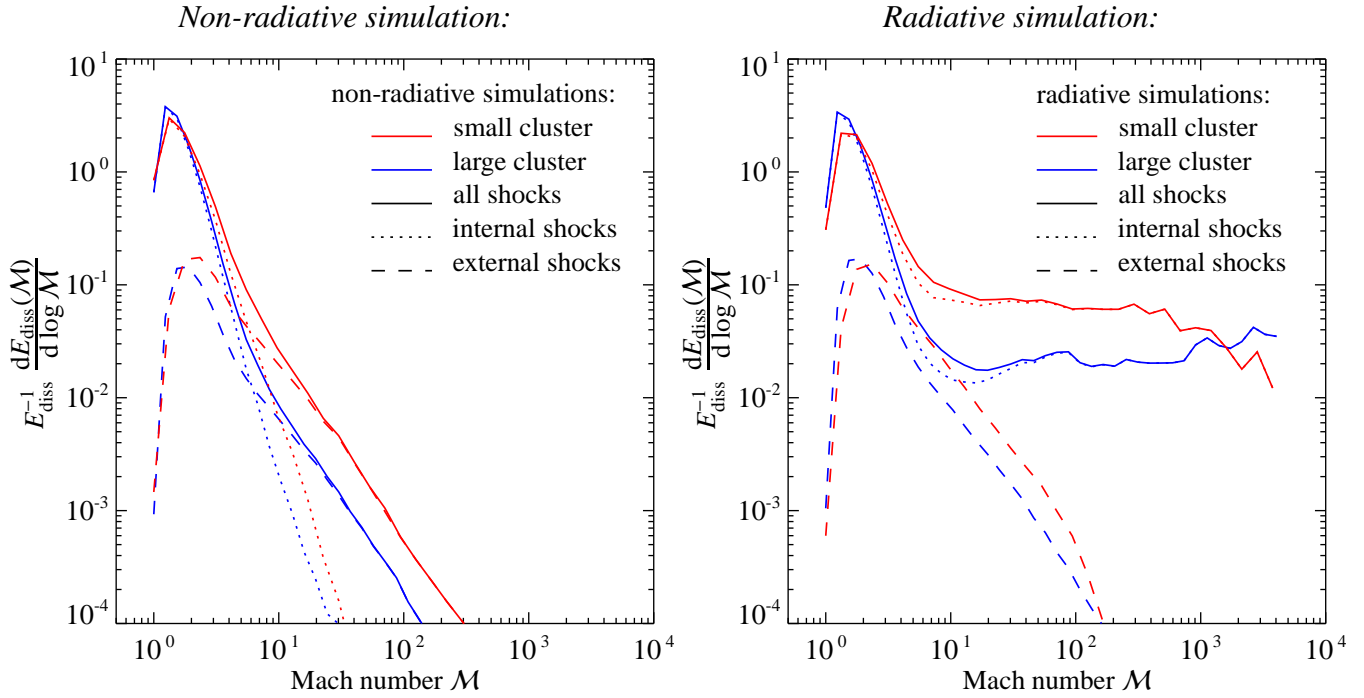 Non-radiative simulation:
Radiative simulation:
10^1
10^0
10^-1
10^-2
10^-3
10^-4
E_diss^-1 dE_diss(M) / d log M
non-radiative simulations:
small cluster
large cluster
all shocks
internal shocks
external shocks
10^0
10^1
10^2
10^3
10^4
Mach number M
10^1
10^0
10^-1
10^-2
10^-3
10^-4
E_diss^-1 dE_diss(M) / d log M
radiative simulations:
small cluster
large cluster
all shocks
internal shocks
external shocks
10^0
10^1
10^2
10^3
10^4
Mach number M